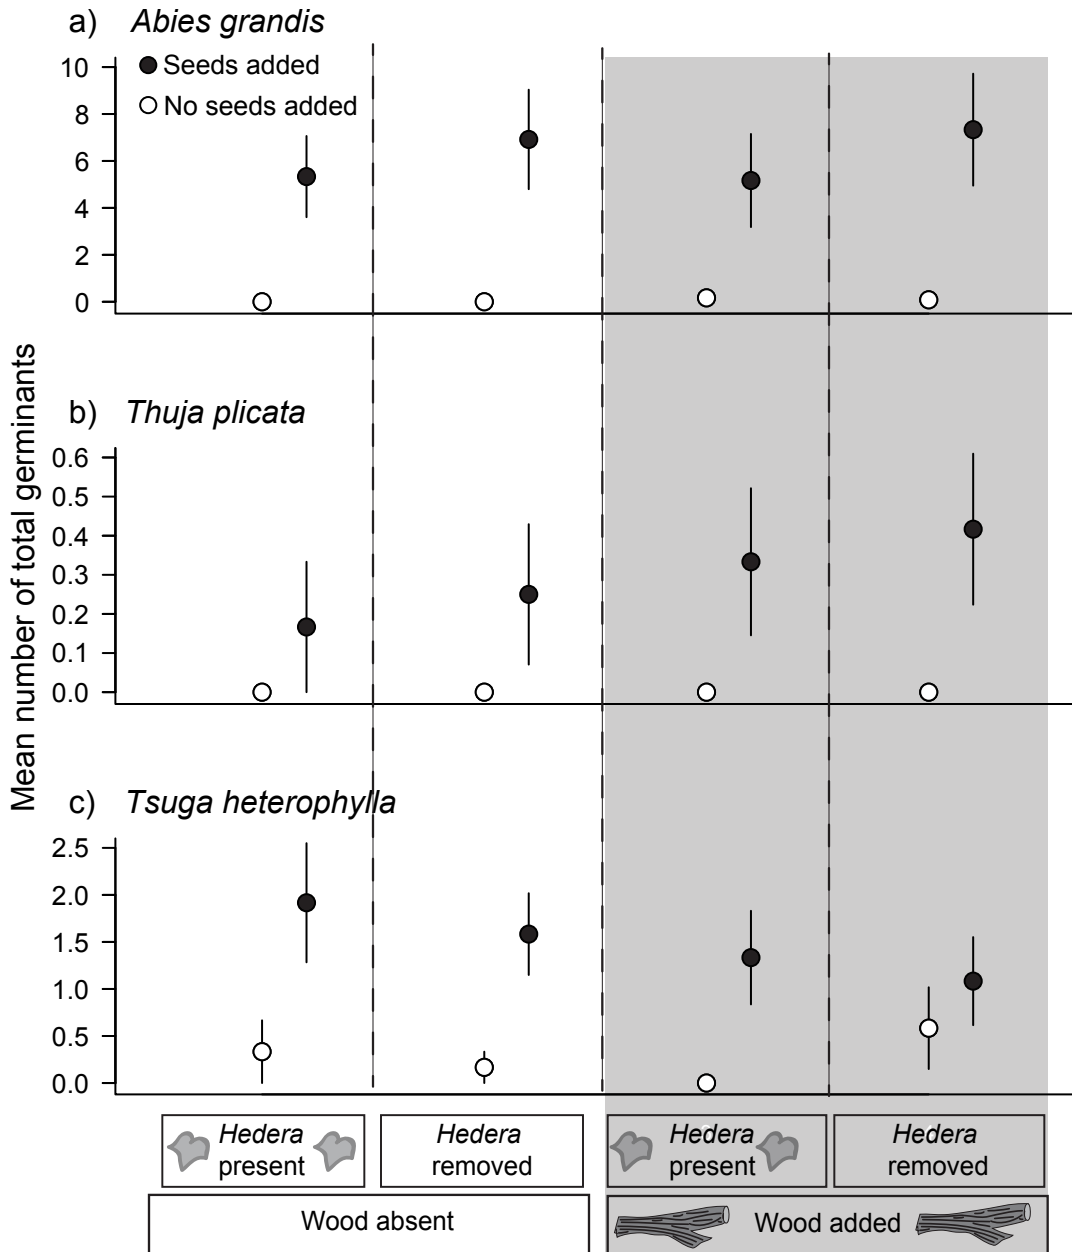 a) Abies grandis
Seeds added
No seeds added
10
8
6
4
2
0
Mean number of total germinants
b) Thuja plicata
0.6
0.5
0.4
0.3
0.2
0.1
0.0
c) Tsuga heterophylla
2.5
2.0
1.5
1.0
0.5
0.0
Hedera
present
Hedera
removed
Hedera
present
Hedera
removed
Wood absent
Wood added